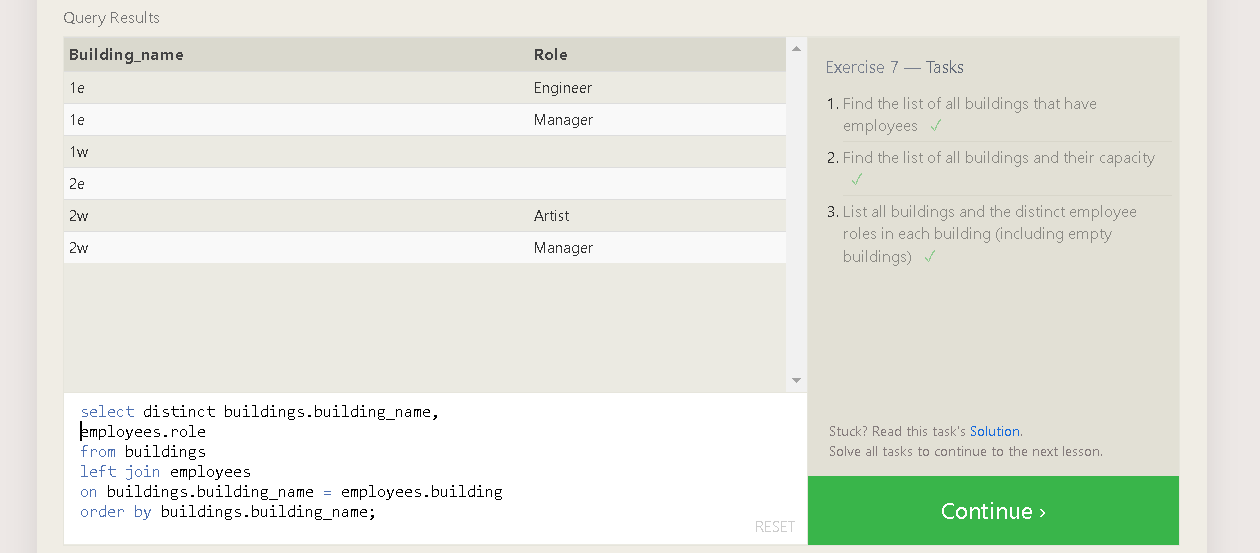 Query Results
Building_name Role
1e Engineer
1e Manager
1w
2e
2w Artist
2w Manager
select distinct buildings.building_name,
employees.role
from buildings
left join employees
on buildings.building_name = employees.building
order by buildings.building_name;
RESET
Exercise 7 — Tasks
1. Find the list of all buildings that have
employees ✓
2. Find the list of all buildings and their capacity
✓
3. List all buildings and the distinct employee
roles in each building (including empty
buildings) ✓
Stuck? Read this task's Solution.
Solve all tasks to continue to the next lesson.
Continue ›